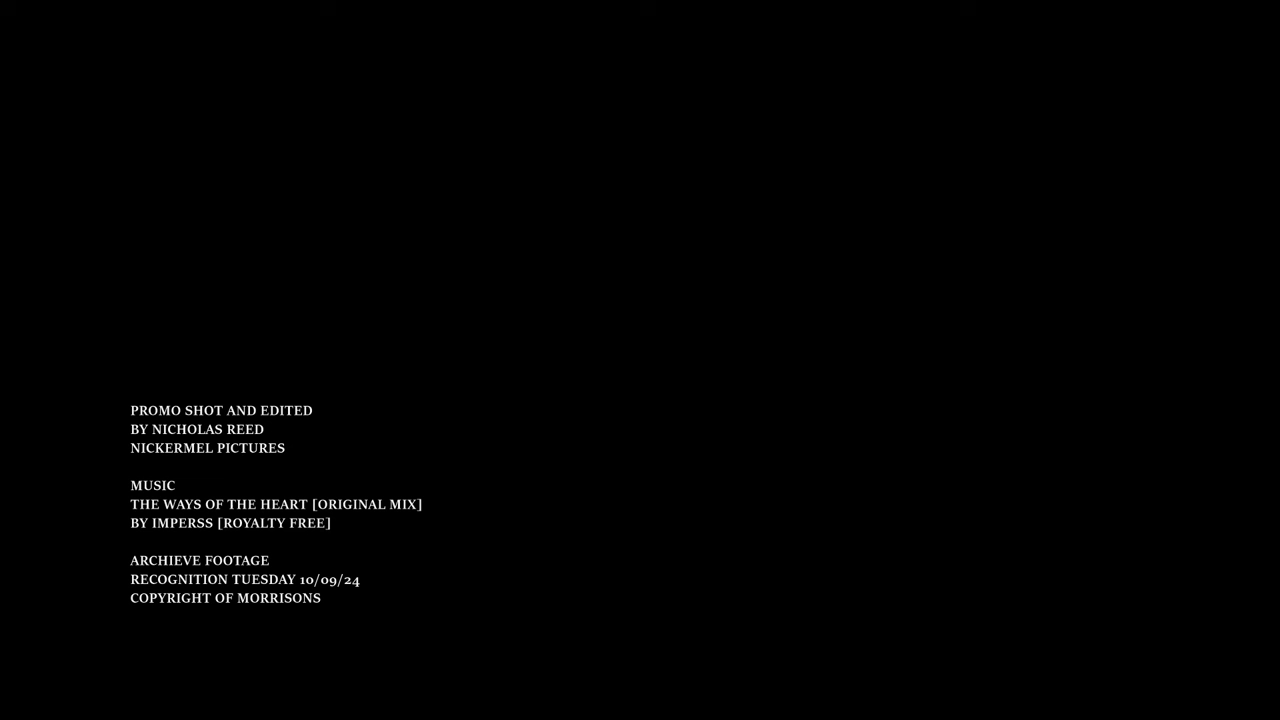 PROMO SHOT AND EDITED
BY NICHOLAS REED
NICKERMEL PICTURES
MUSIC
THE WAYS OF THE HEART [ORIGINAL MIX]
BY IMPERSS [ROYALTY FREE]
ARCHIEVE FOOTAGE
RECOGNITION TUESDAY 10/09/24
COPYRIGHT OF MORRISONS